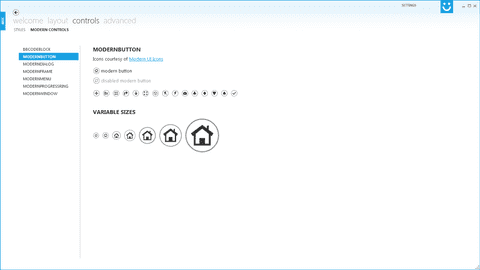 SETTINGS
welcome layout controls advanced
STYLES MODERN CONTROLS
BBCODEBLOCK
MODERNBUTTON
MODERNDIALOG
MODERNFRAME
MODERNMENU
MODERNPROGRESSRING
MODERNWINDOW
MODERNBUTTON
Icons courtesy of Modern UI Icons
modern button
disabled modern button
VARIABLE SIZES